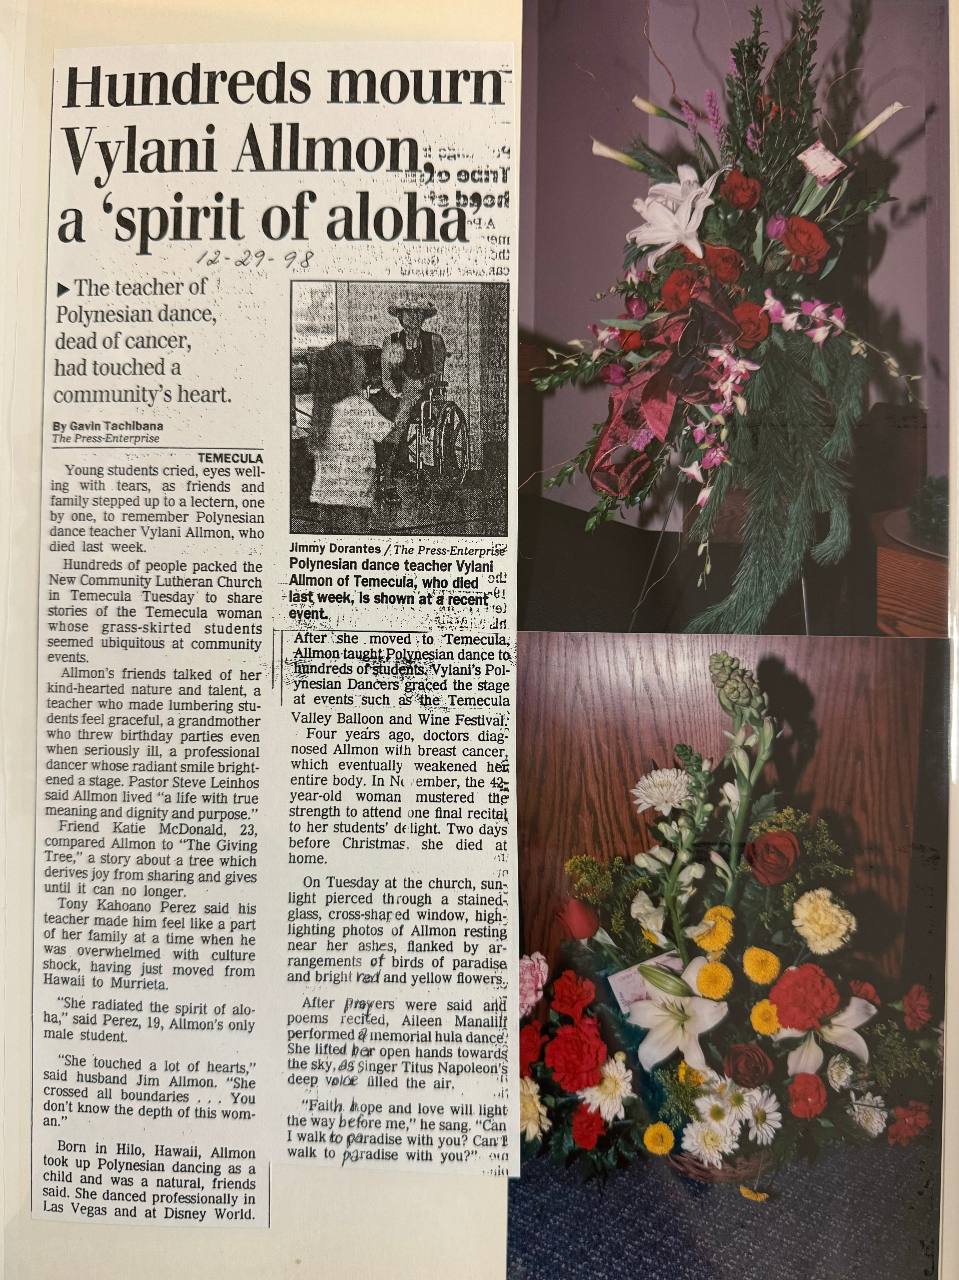 Hundreds mourn
Vylani Allmon,
a ‘spirit of aloha’
12-29-98
▶ The teacher of
Polynesian dance,
dead of cancer,
had touched a
community’s heart.
By Gavin Tachibana
The Press-Enterprise
TEMECULA
Young students cried, eyes well-
ing with tears, as friends and
family stepped up to a lectern, one
by one, to remember Polynesian
dance teacher Vylani Allmon, who
died last week.
Hundreds of people packed the
New Community Lutheran Church
in Temecula Tuesday to share
stories of the Temecula woman
whose grass-skirted students
seemed ubiquitous at community
events.
Allmon’s friends talked of her
kind-hearted nature and talent, a
teacher who made lumbering stu-
dents feel graceful, a grandmother
who threw birthday parties even
when seriously ill, a professional
dancer whose radiant smile bright-
ened a stage. Pastor Steve Leinhos
said Allmon lived “a life with true
meaning and dignity and purpose.”
Friend Katie McDonald, 23,
compared Allmon to “The Giving
Tree,” a story about a tree which
derives joy from sharing and gives
until it can no longer.
Tony Kahoano Perez said his
teacher made him feel like a part
of her family at a time when he
was overwhelmed with culture
shock, having just moved from
Hawaii to Murrieta.
“She radiated the spirit of alo-
ha,” said Perez, 19, Allmon’s only
male student.
“She touched a lot of hearts,”
said husband Jim Allmon. “She
crossed all boundaries . . . You
don’t know the depth of this wom-
an.”
Born in Hilo, Hawaii, Allmon
took up Polynesian dancing as a
child and was a natural, friends
said. She danced professionally in
Las Vegas and at Disney World.
Jimmy Dorantes / The Press-Enterprise
Polynesian dance teacher Vylani
Allmon of Temecula, who died
last week, is shown at a recent
event.
After she moved to Temecula,
Allmon taught Polynesian dance to
hundreds of students. Vylani’s Pol-
ynesian Dancers graced the stage
at events such as the Temecula
Valley Balloon and Wine Festival.
Four years ago, doctors diag-
nosed Allmon with breast cancer,
which eventually weakened her
entire body. In November, the 42-
year-old woman mustered the
strength to attend one final recital
to her students’ delight. Two days
before Christmas, she died at
home.
On Tuesday at the church, sun-
light pierced through a stained-
glass, cross-shaped window, high-
lighting photos of Allmon resting
near her ashes, flanked by ar-
rangements of birds of paradise
and bright red and yellow flowers.
After prayers were said and
poems recited, Aileen Manalili
performed a memorial hula dance.
She lifted her open hands towards
the sky, as singer Titus Napoleon’s
deep voice filled the air.
“Faith, hope and love will light
the way before me,” he sang. “Can
I walk to paradise with you? Can’t I
walk to paradise with you?”